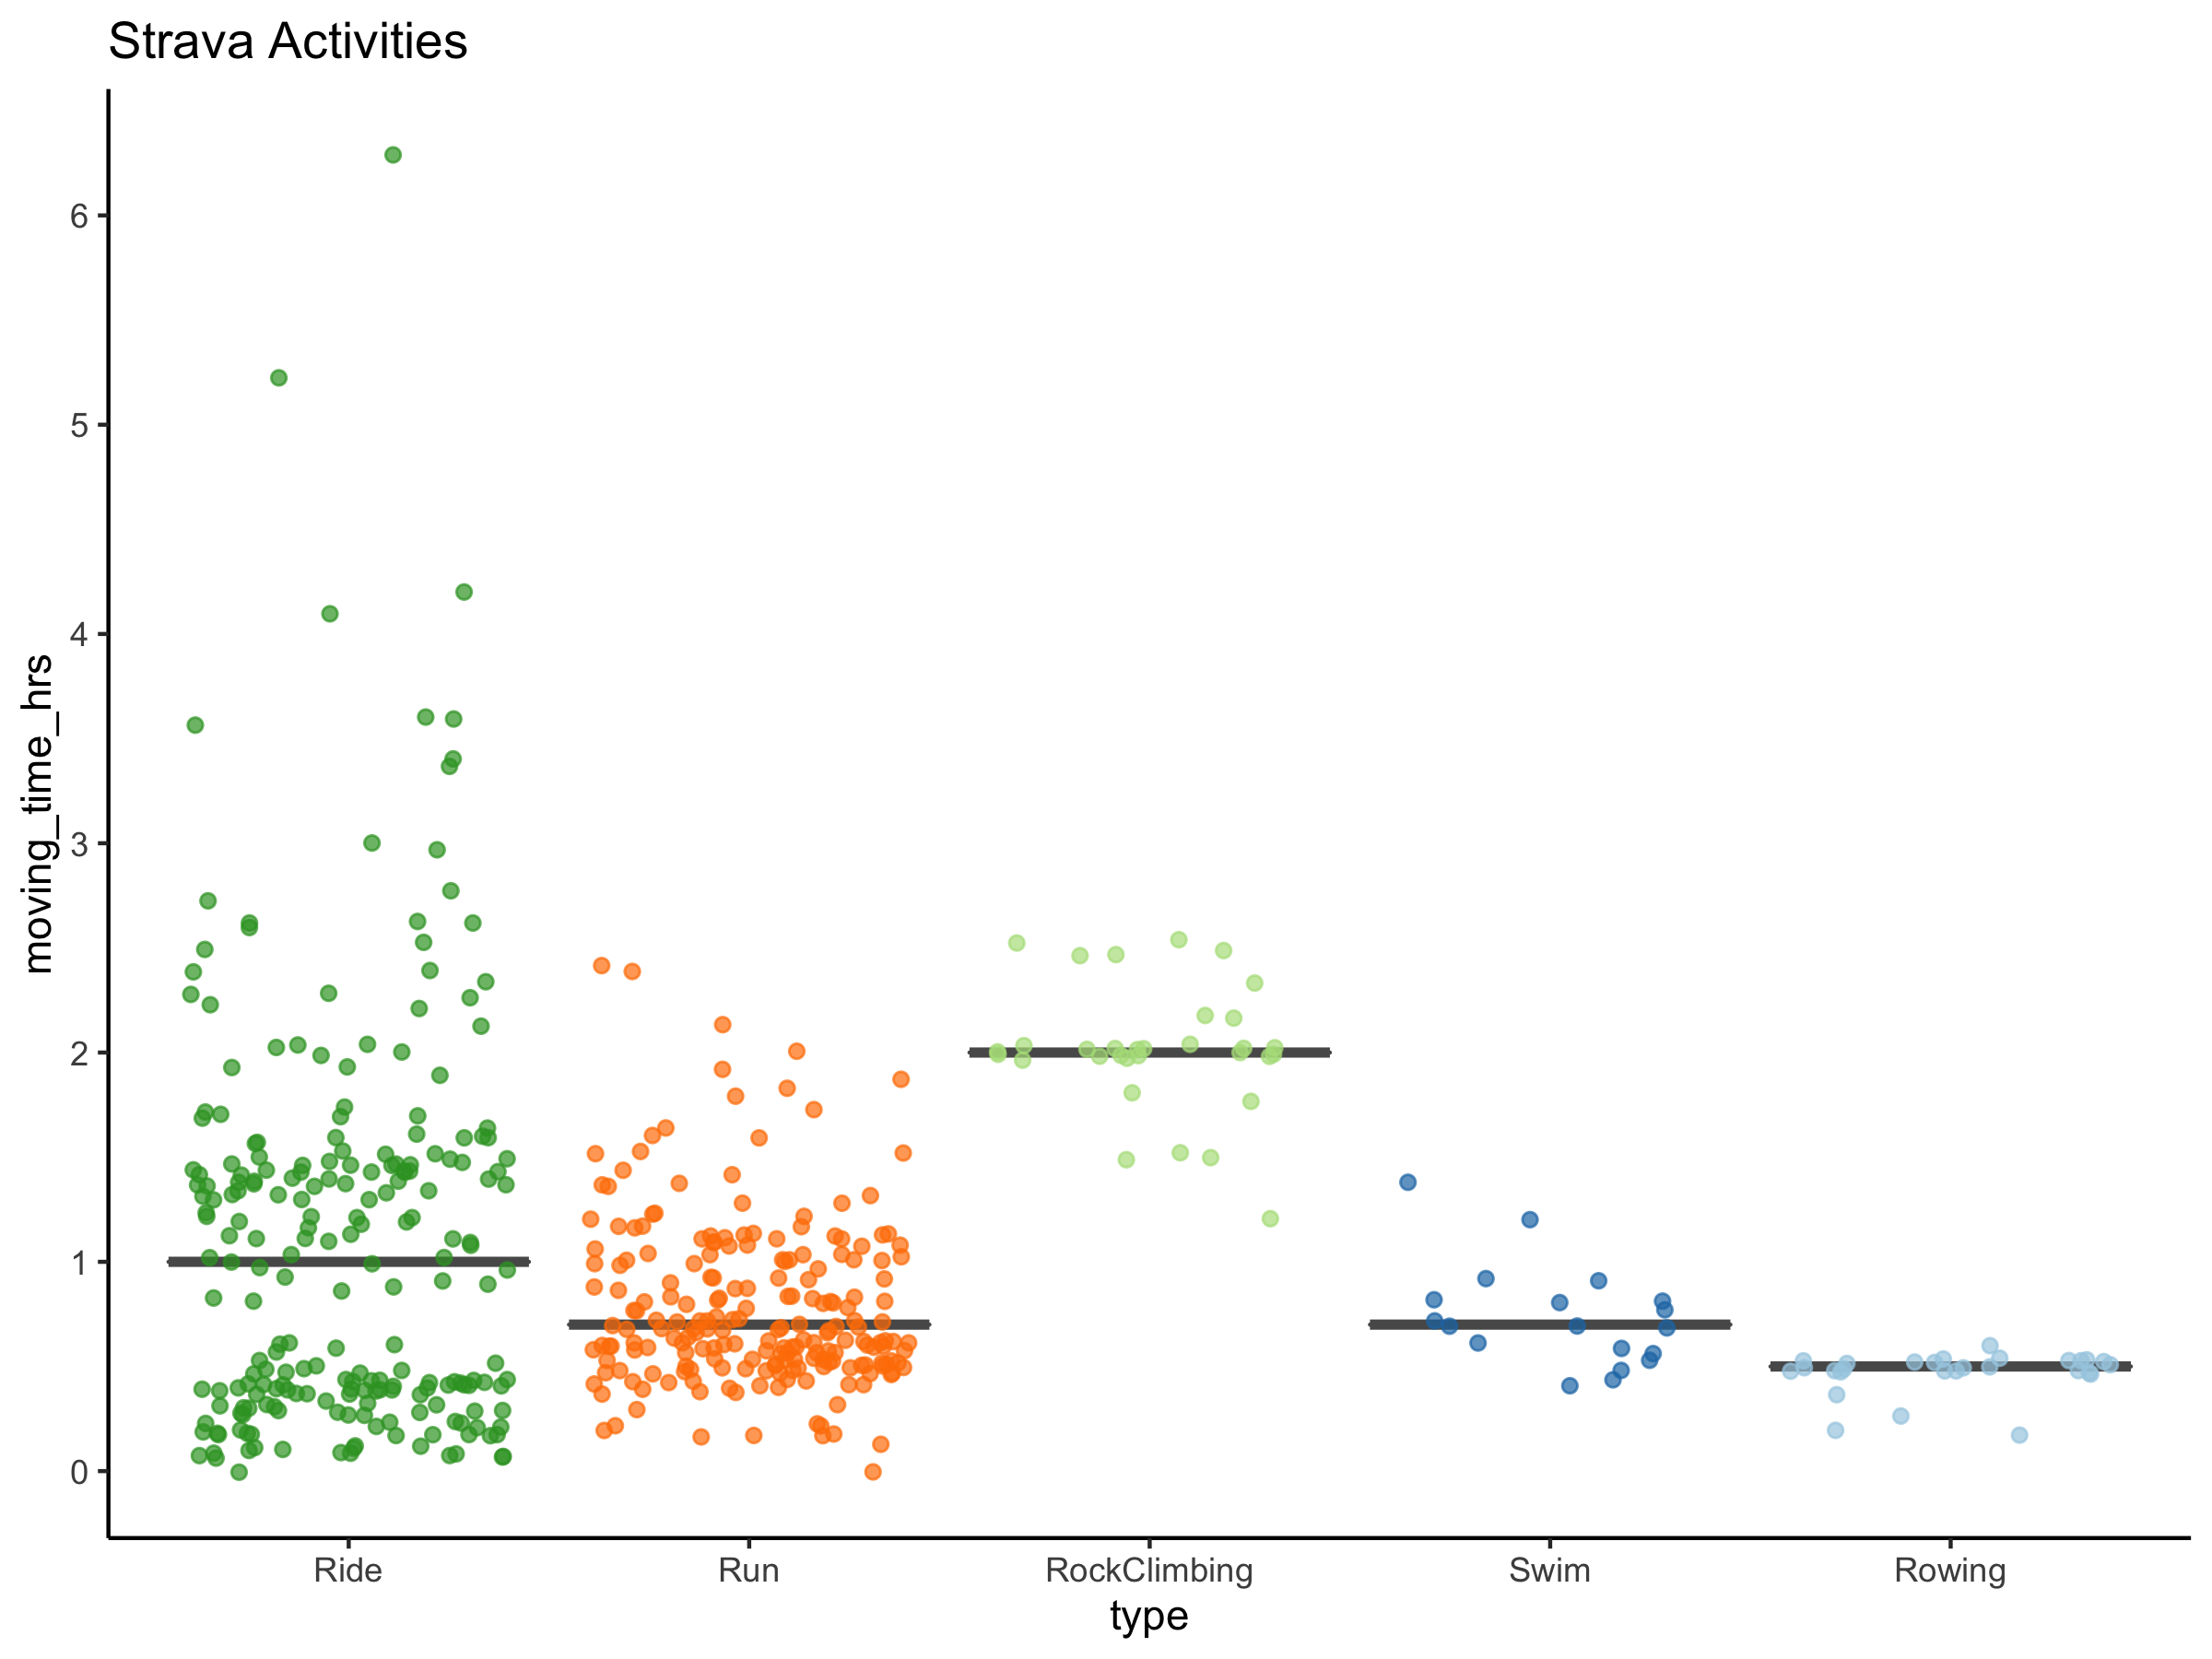 Strava Activities
moving_time_hrs
6
5
4
3
2
1
0
Ride Run RockClimbing Swim Rowing
type